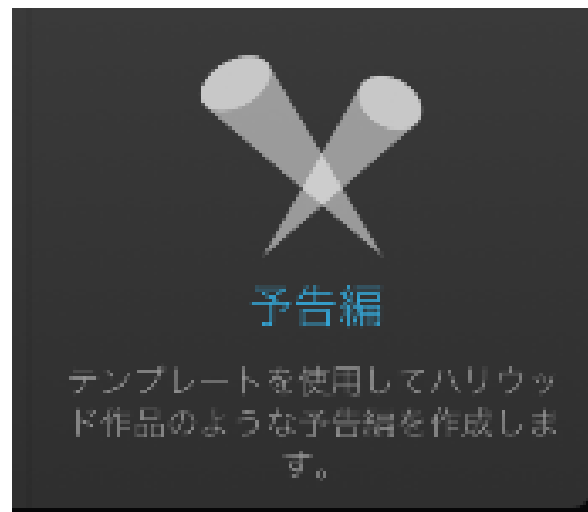 予告編
テンプレートを使用してハリウッ
ド作品のような予告編を作成しま
す。